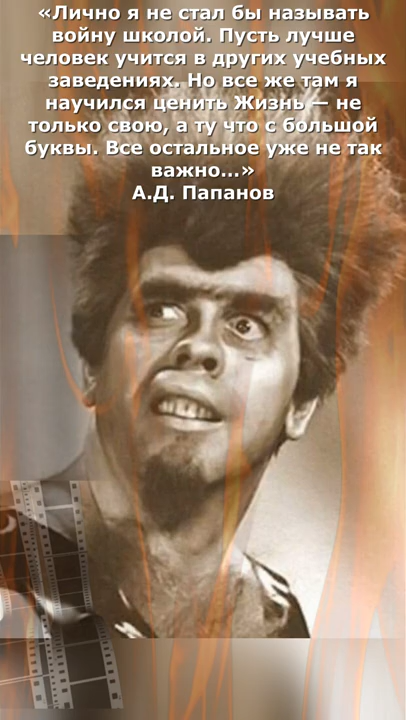 «Лично я не стал бы называть
войну школой. Пусть лучше
человек учится в других учебных
заведениях. Но все же там я
научился ценить Жизнь — не
только свою, а ту что с большой
буквы. Все остальное уже не так
важно...»
А.Д. Папанов